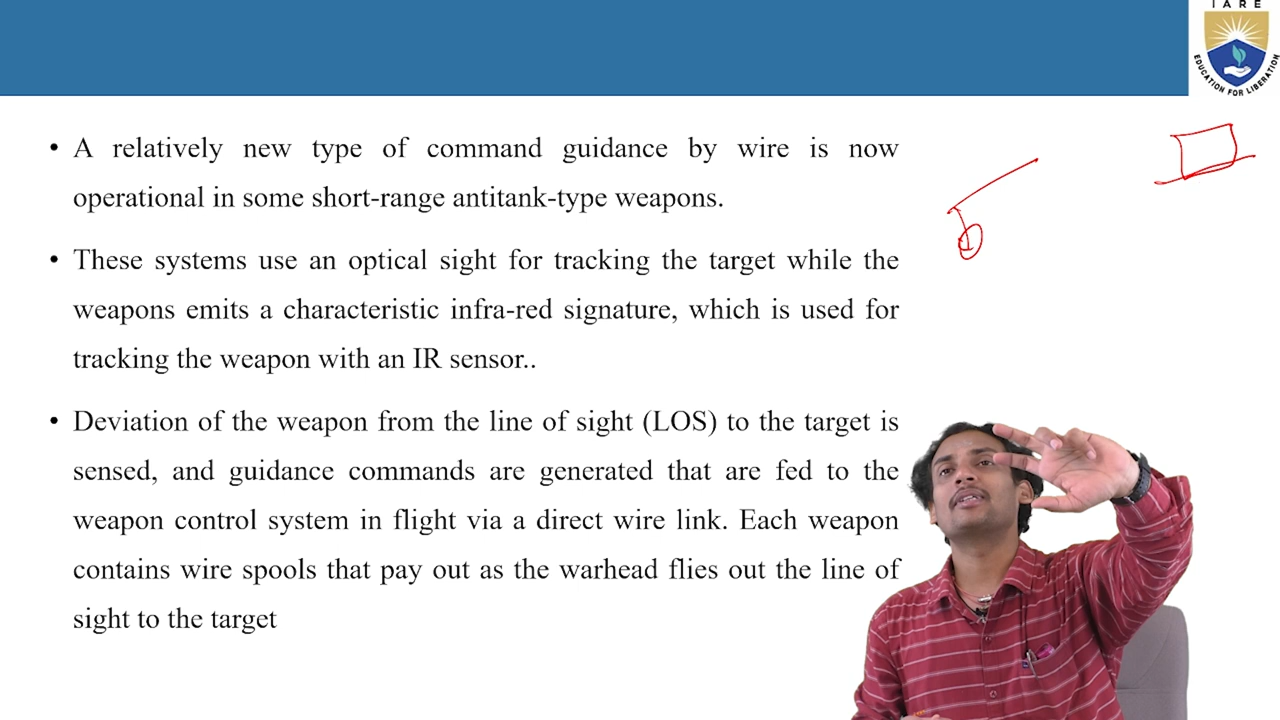 IARE
EDUCATION FOR LIBERATION
• A relatively new type of command guidance by wire is now
operational in some short-range antitank-type weapons.
• These systems use an optical sight for tracking the target while the
weapons emits a characteristic infra-red signature, which is used for
tracking the weapon with an IR sensor..
• Deviation of the weapon from the line of sight (LOS) to the target is
sensed, and guidance commands are generated that are fed to the
weapon control system in flight via a direct wire link. Each weapon
contains wire spools that pay out as the warhead flies out the line of
sight to the target